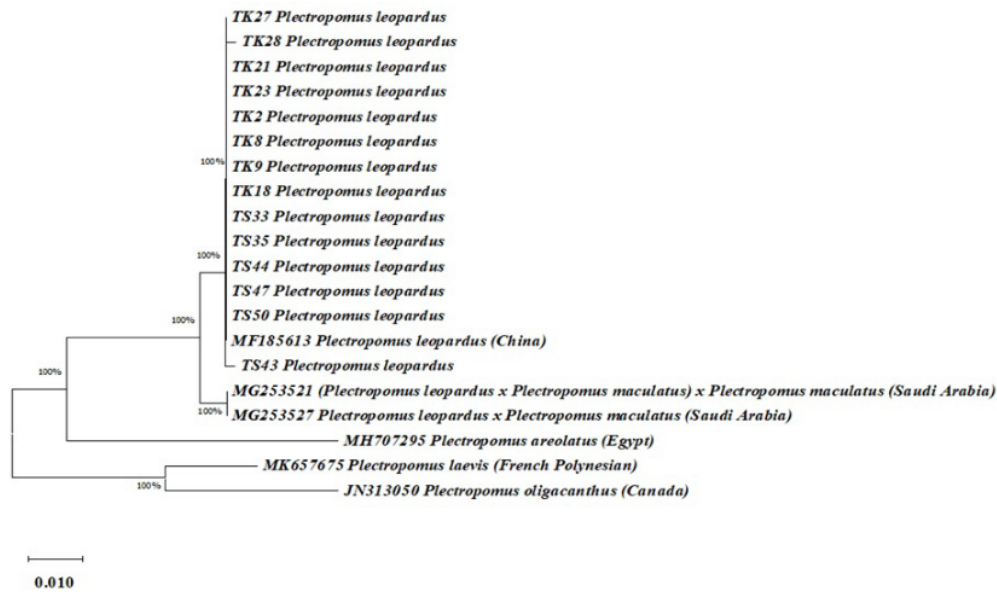 TK27 Plectropomus leopardus
TK28 Plectropomus leopardus
TK21 Plectropomus leopardus
TK23 Plectropomus leopardus
TK2 Plectropomus leopardus
TK8 Plectropomus leopardus
100%
TK9 Plectropomus leopardus
TK18 Plectropomus leopardus
TS33 Plectropomus leopardus
TS35 Plectropomus leopardus
100%
TS44 Plectropomus leopardus
TS47 Plectropomus leopardus
TS50 Plectropomus leopardus
100%
MF185613 Plectropomus leopardus (China)
TS43 Plectropomus leopardus
100%
MG253521 (Plectropomus leopardus x Plectropomus maculatus) x Plectropomus maculatus (Saudi Arabia)
100%
MG253527 Plectropomus leopardus x Plectropomus maculatus (Saudi Arabia)
MH707295 Plectropomus areolatus (Egypt)
MK657675 Plectropomus laevis (French Polynesian)
100%
JN313050 Plectropomus oligacanthus (Canada)
0.010